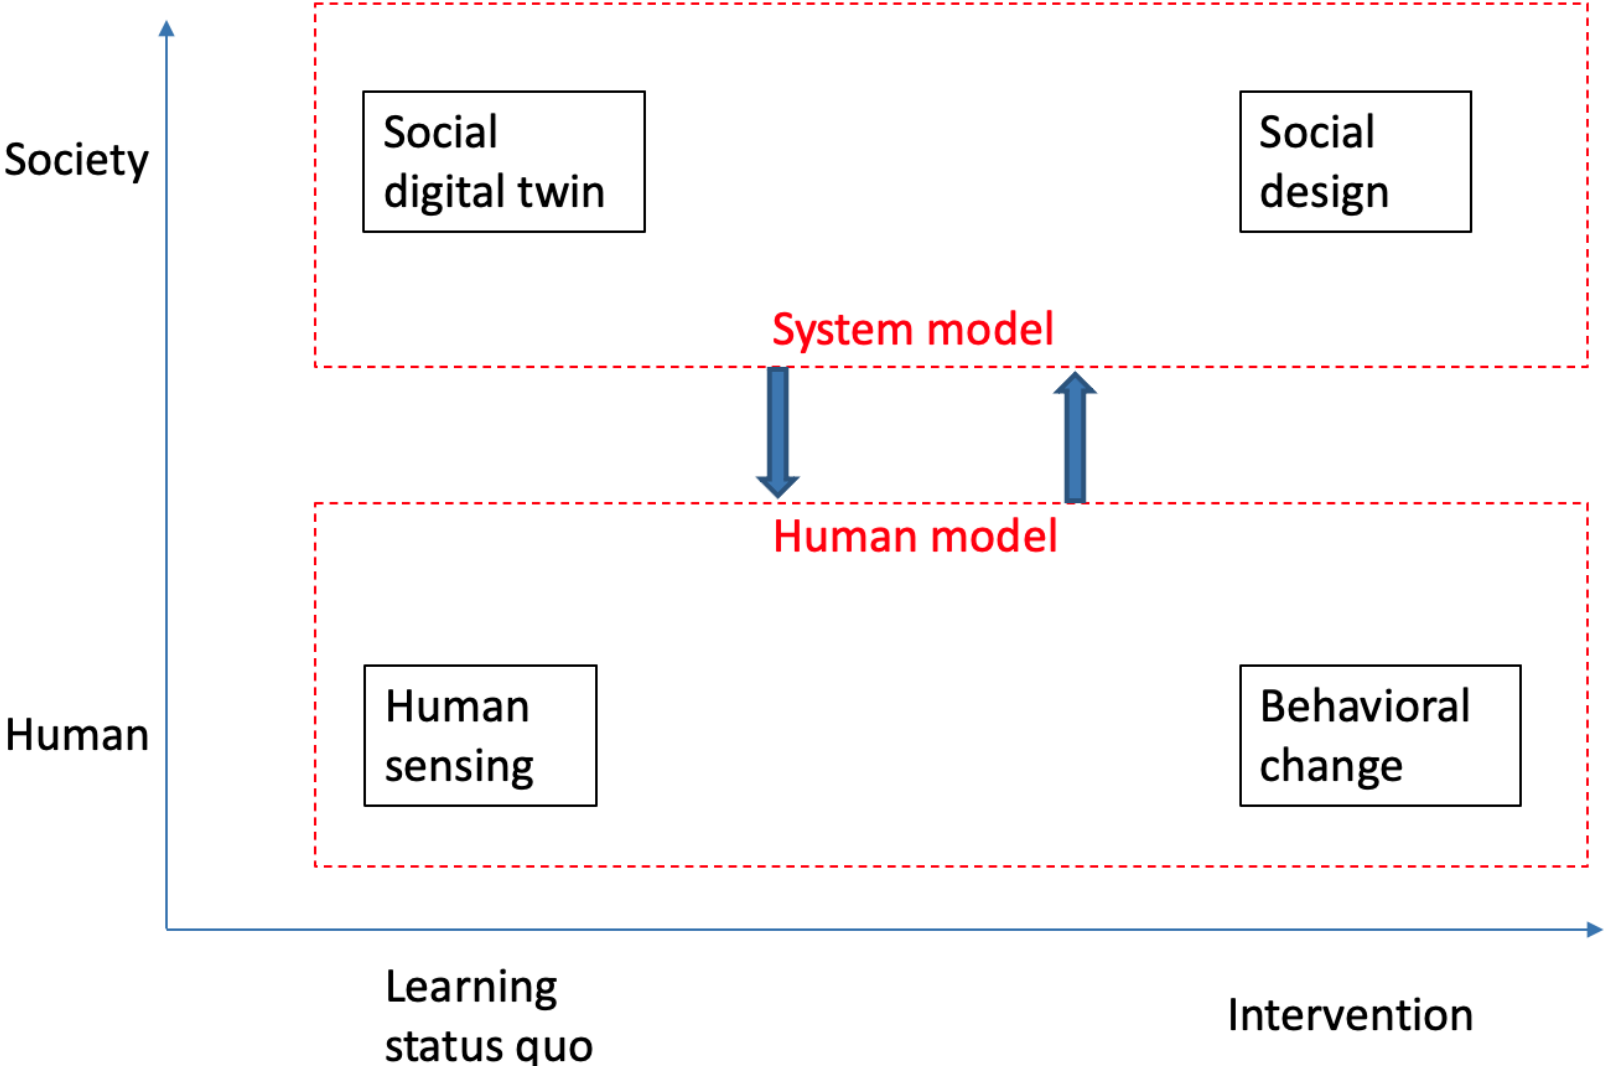 Society
Social
digital twin
Social
design
System model
Human model
Human
Human
sensing
Behavioral
change
Learning
status quo
Intervention